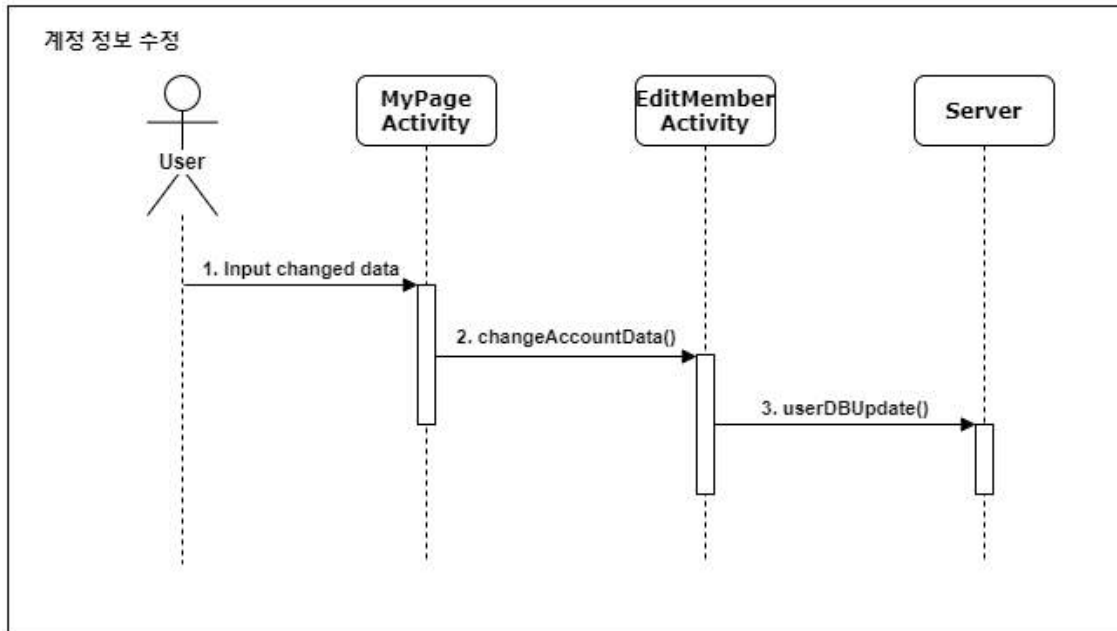 계정 정보 수정
MyPage
Activity
EditMember
Activity
Server
User
1. Input changed data
2. changeAccountData()
3. userDBUpdate()